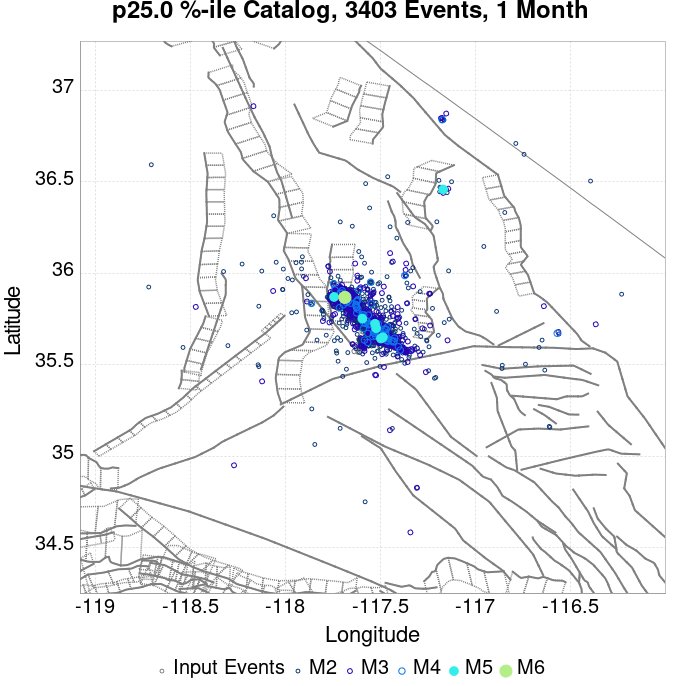 p25.0 %-ile Catalog, 3403 Events, 1 Month
37
36.5
36
35.5
35
34.5
Latitude
-119 -118.5 -118 -117.5 -117 -116.5
Longitude
Input Events M2 M3 M4 M5 M6